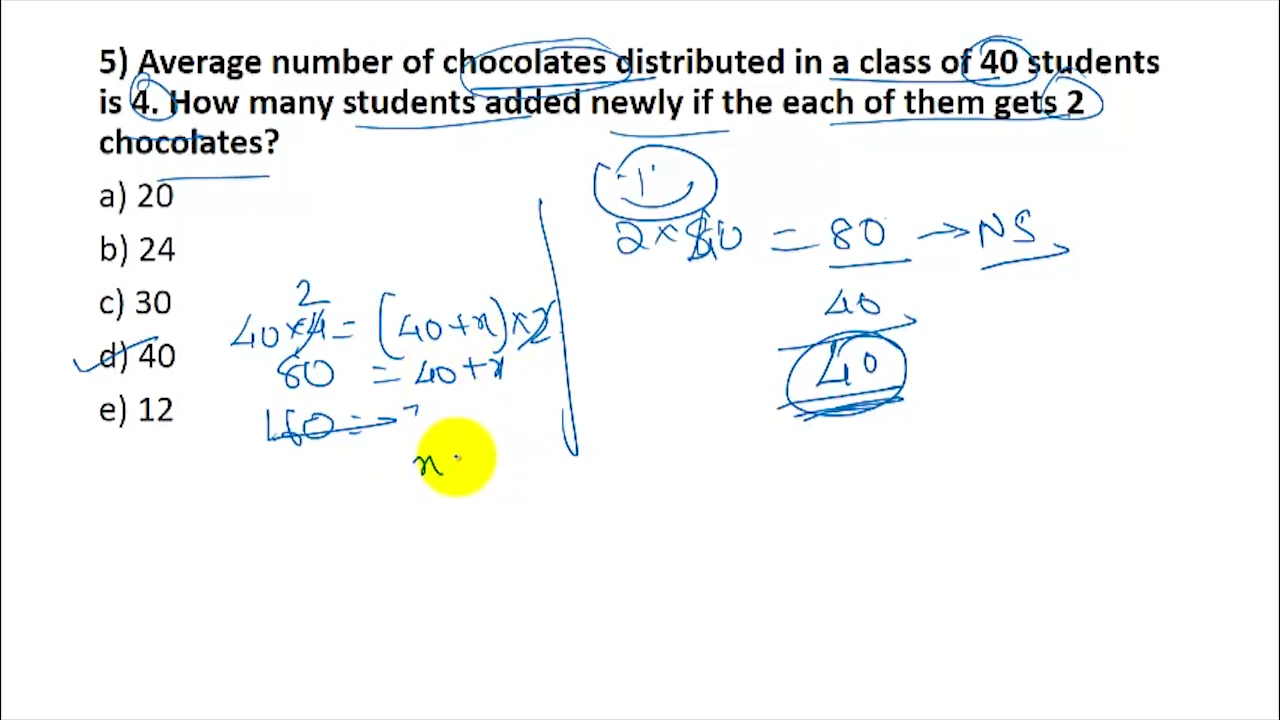 5) Average number of chocolates distributed in a class of 40 students
is 4. How many students added newly if the each of them gets 2
chocolates?
a) 20
b) 24
c) 30
d) 40
e) 12
2
40×4 = (40+x)×2
80 = 40+x
40 =
x
2×40 = 80 → NS
40
40